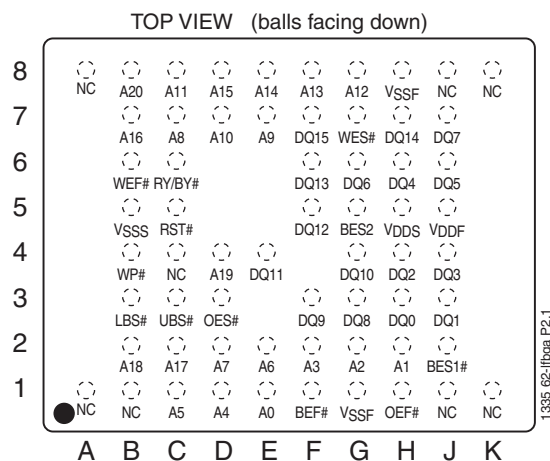 TOP VIEW (balls facing down)
8
NC A20 A11 A15 A14 A13 A12 VSSF NC NC
7
A16 A8 A10 A9 DQ15 WES# DQ14 DQ7
6
WEF# RY/BY# DQ13 DQ6 DQ4 DQ5
5
VSSS RST# DQ12 BES2 VDDS VDDF
4
WP# NC A19 DQ11 DQ10 DQ2 DQ3
3
LBS# UBS# OES# DQ9 DQ8 DQ0 DQ1
2
A18 A17 A7 A6 A3 A2 A1 BES1#
1
NC NC A5 A4 A0 BEF# VSSF OEF# NC NC
A B C D E F G H J K
1335 62-lfbga P2.1